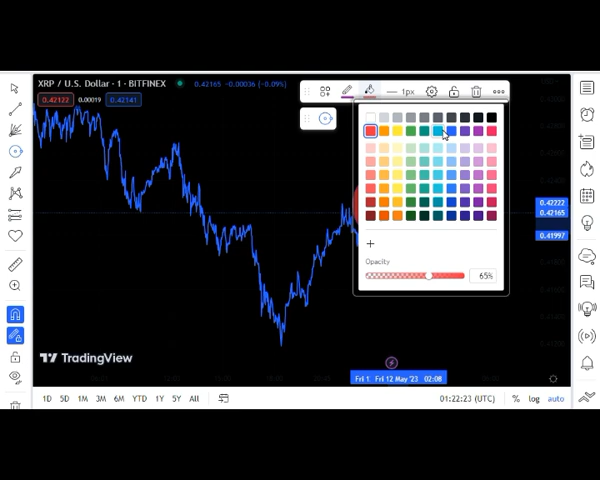 XRP / U.S. Dollar · 1 · BITFINEX 0.42165 −0.00036 (−0.09%)
0.42122 0.00019 0.42141
1px
Opacity
65%
0.42222
0.42165
0.41997
TradingView
Fri 1 Fri 12 May '23 02:08
1D 5D 1M 3M 6M YTD 1Y 5Y All 01:22:23 (UTC) % log auto